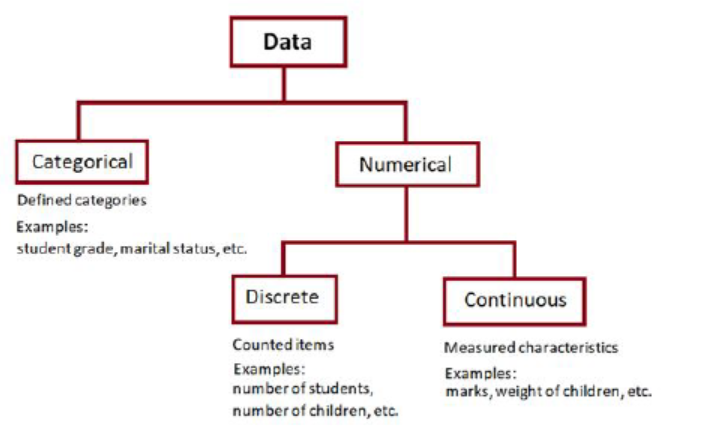 Data
Categorical
Defined categories
Examples:
student grade, marital status, etc.
Numerical
Discrete
Counted items
Examples:
number of students,
number of children, etc.
Continuous
Measured characteristics
Examples:
marks, weight of children, etc.